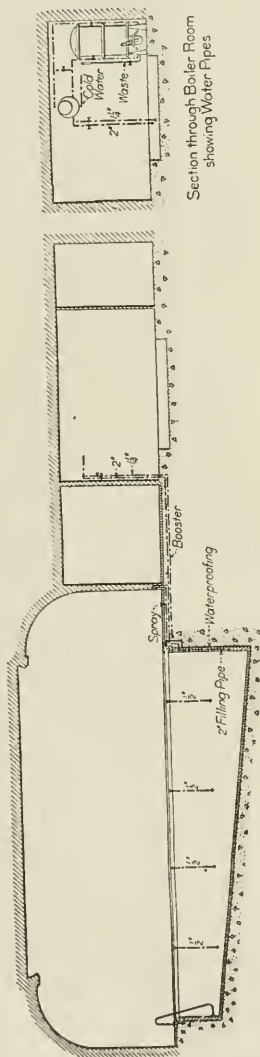 Cold
Water
Waste
2"
1¼"
Section through Boiler Room
showing Water Pipes
2"
1¼"
Booster
Spray
Waterproofing
2" Filling Pipe
1½"
1½"
1½"
1½"